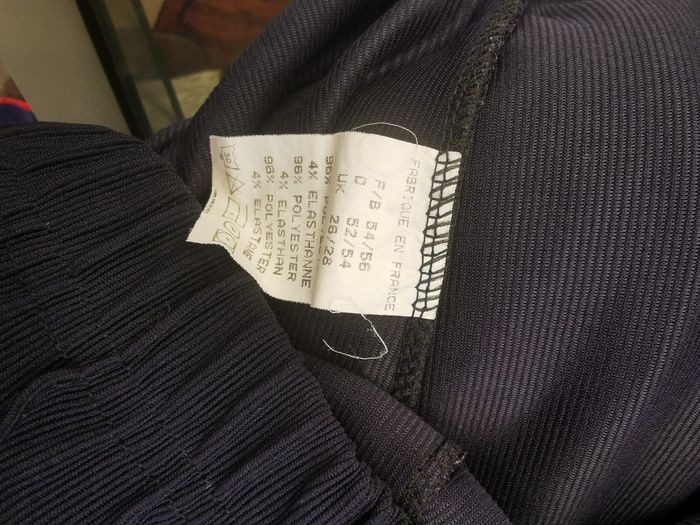 FABRIQUE EN FRANCE
F/B 54/56
D 52/54
UK 26/28
96% POLYESTER
4% ELASTHANNE
96% POLYESTER
4% ELASTHAN
96% POLYESTER
4% ELASTANE
30